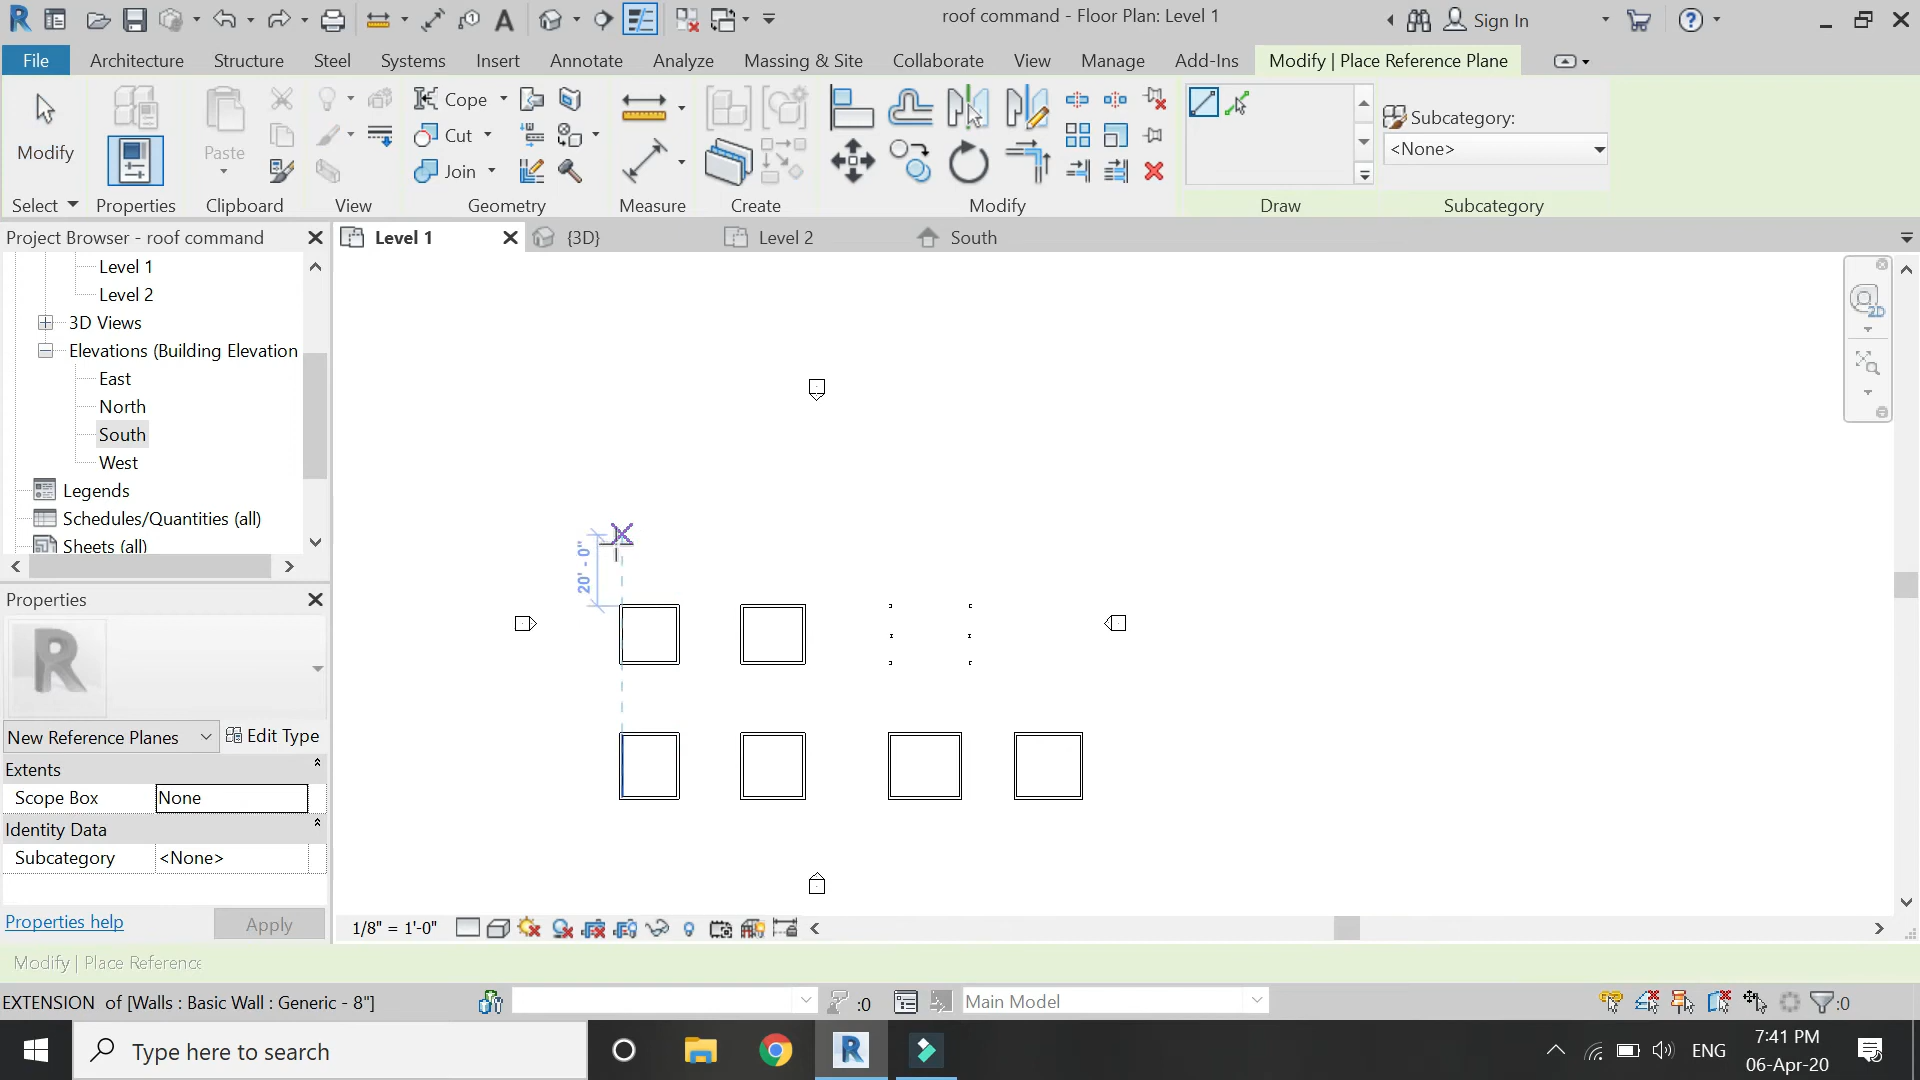 roof command - Floor Plan: Level 1
Sign In
File
Architecture
Structure
Steel
Systems
Insert
Annotate
Analyze
Massing & Site
Collaborate
View
Manage
Add-Ins
Modify | Place Reference Plane
Modify
Paste
Cope
Cut
Join
Subcategory:
<None>
Select
Properties
Clipboard
View
Geometry
Measure
Create
Modify
Draw
Subcategory
Project Browser - roof command
Level 1
{3D}
Level 2
South
Level 1
Level 2
3D Views
Elevations (Building Elevation
East
North
South
West
Legends
Schedules/Quantities (all)
Sheets (all)
2D
20' - 0"
Properties
New Reference Planes
Edit Type
Extents
Scope Box
None
Identity Data
Subcategory
<None>
Properties help
Apply
1/8" = 1'-0"
Modify | Place Reference
EXTENSION of [Walls : Basic Wall : Generic - 8"]
:0
Main Model
:0
Type here to search
ENG
7:41 PM
06-Apr-20